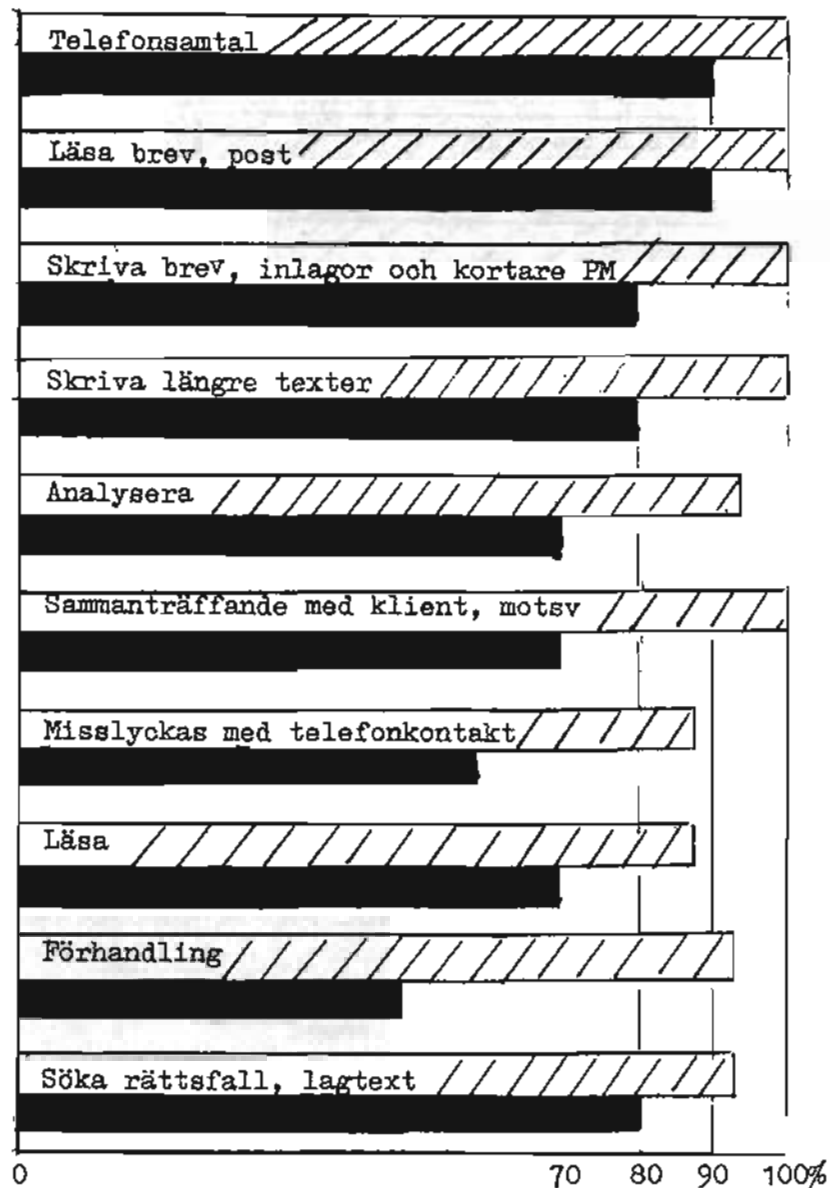 Telefonsamtal
Läsa brev, post
Skriva brev, inlagor och kortare PM
Skriva längre texter
Analysera
Sammanträffande med klient, motsv
Misslyckas med telefonkontakt
Läsa
Förhandling
Söka rättsfall, lagtext
0 70 80 90 100%